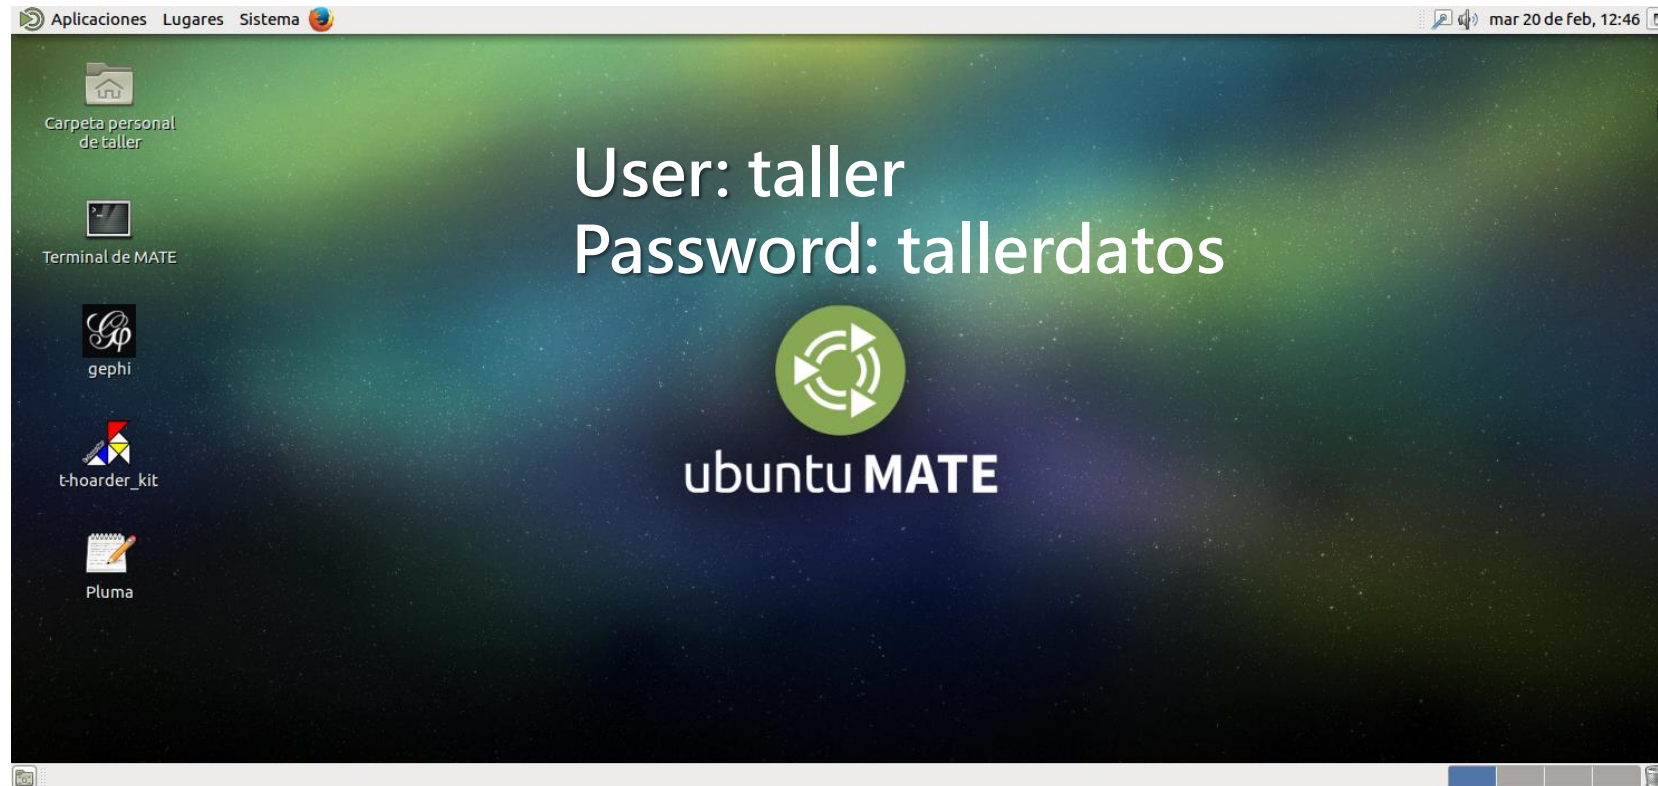 Aplicaciones Lugares Sistema
mar 20 de feb, 12:46
Carpeta personal
de taller
User: taller
Password: tallerdatos
Terminal de MATE
gephi
ubuntu MATE
t-hoarder_kit
Pluma